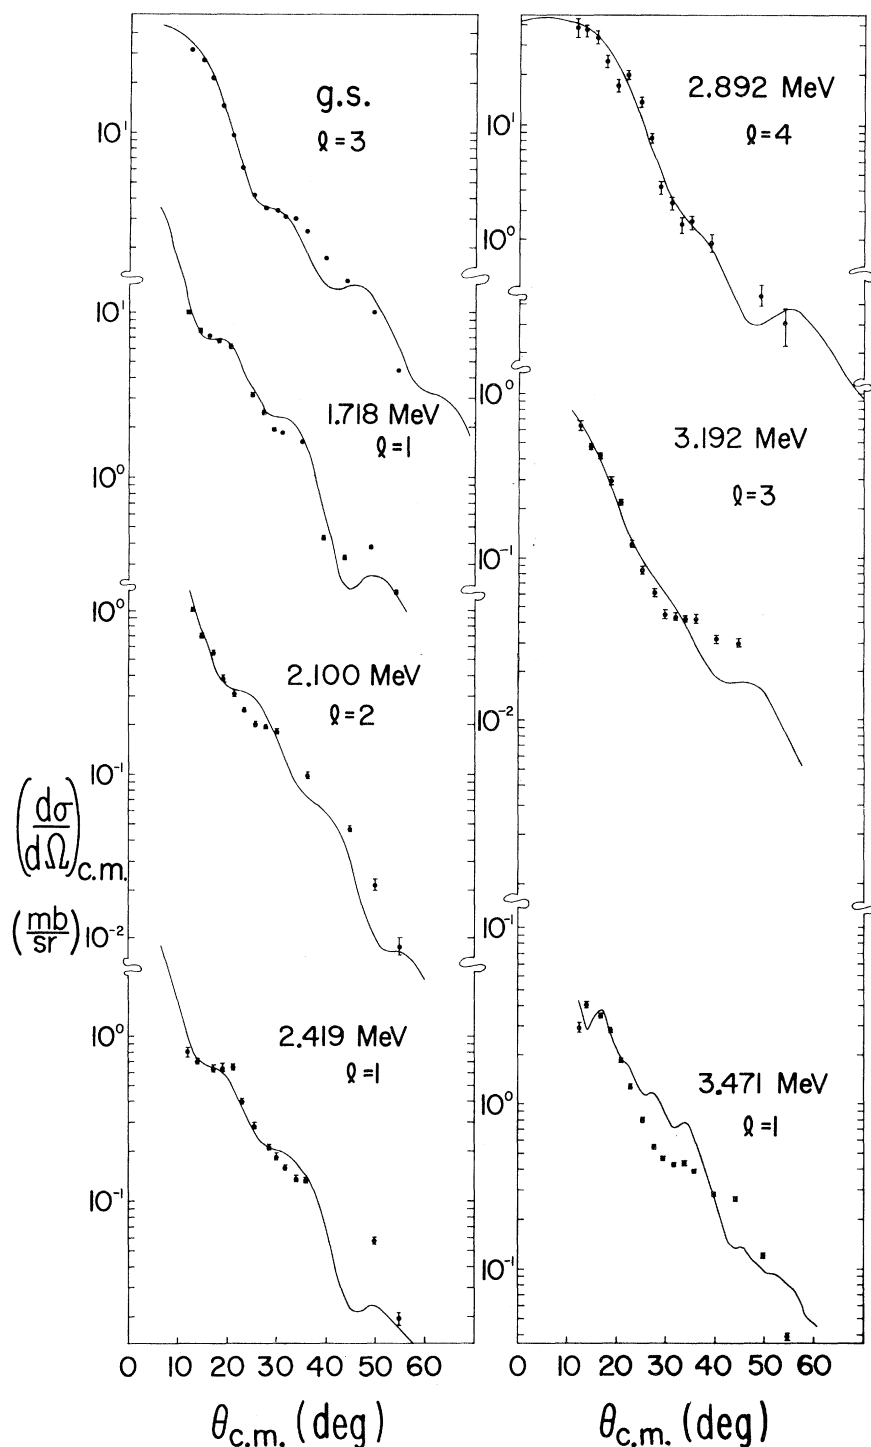 g.s.
ℓ=3
10¹
1.718 MeV
ℓ=1
10¹
10⁰
2.100 MeV
ℓ=2
10⁰
10⁻¹
10⁻²
2.419 MeV
ℓ=1
10⁰
10⁻¹
(dσ/dΩ)c.m.
(mb/sr)
0 10 20 30 40 50 60
θc.m. (deg)
2.892 MeV
ℓ=4
10¹
10⁰
3.192 MeV
ℓ=3
10⁰
10⁻¹
10⁻²
3.471 MeV
ℓ=1
10⁻¹
10⁰
10⁻¹
0 10 20 30 40 50 60
θc.m. (deg)